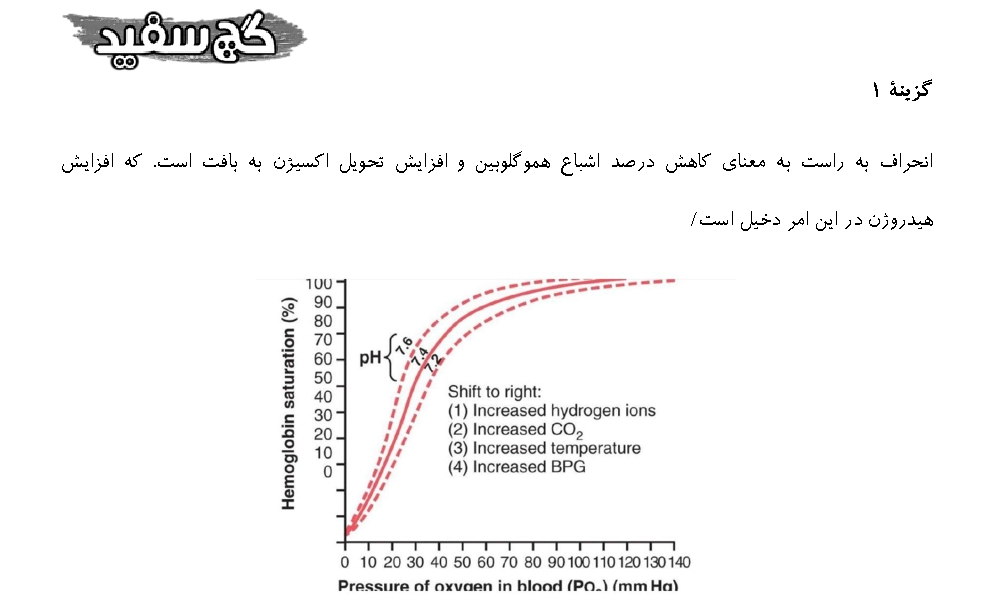 گچ سفید
گزینهٔ ۱
انحراف به راست به معنای کاهش درصد اشباع هموگلوبین و افزایش تحویل اکسیژن به بافت است. که افزایش
هیدروژن در این امر دخیل است/
Hemoglobin saturation (%)
100
90
80
70
60
50
40
30
20
10
0
pH
7.6
7.4
7.2
Shift to right:
(1) Increased hydrogen ions
(2) Increased CO2
(3) Increased temperature
(4) Increased BPG
0 10 20 30 40 50 60 70 80 90 100 110 120 130 140
Pressure of oxygen in blood (Po2) (mm Hg)